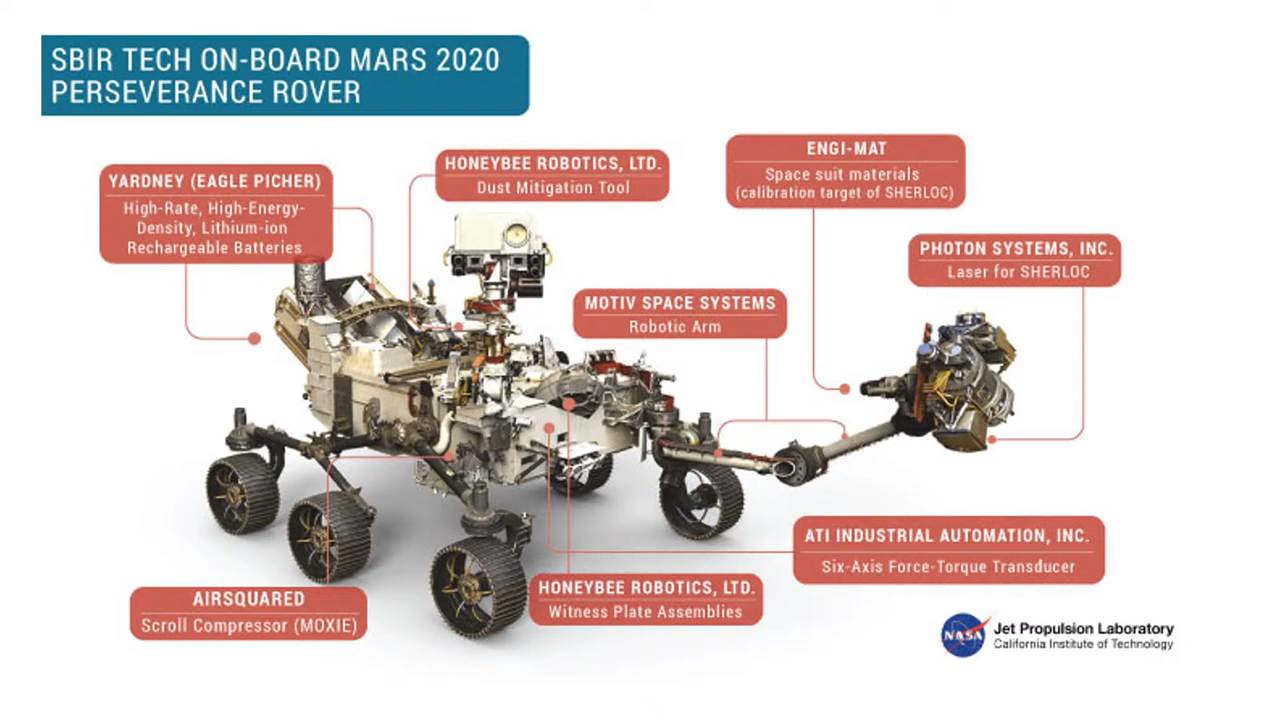 SBIR TECH ON-BOARD MARS 2020
PERSEVERANCE ROVER
YARDNEY (EAGLE PICHER)
High-Rate, High-Energy-
Density, Lithium-ion
Rechargeable Batteries
HONEYBEE ROBOTICS, LTD.
Dust Mitigation Tool
ENGI-MAT
Space suit materials
(calibration target of SHERLOC)
PHOTON SYSTEMS, INC.
Laser for SHERLOC
MOTIV SPACE SYSTEMS
Robotic Arm
ATI INDUSTRIAL AUTOMATION, INC.
Six-Axis Force-Torque Transducer
AIRSQUARED
Scroll Compressor (MOXIE)
HONEYBEE ROBOTICS, LTD.
Witness Plate Assemblies
NASA
Jet Propulsion Laboratory
California Institute of Technology